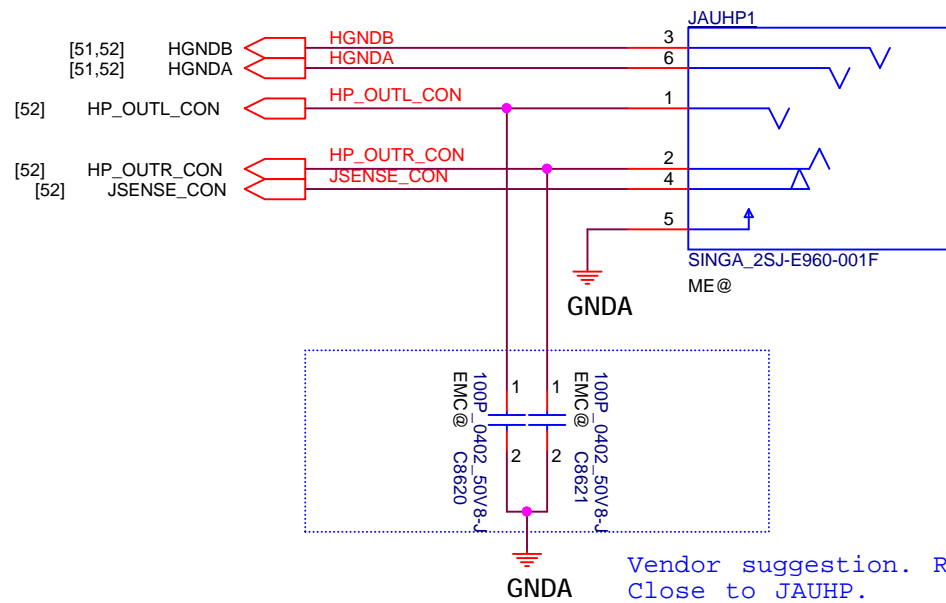 JAUHP1
[51,52] HGNDB HGNDB 3
[51,52] HGNDA HGNDA 6
[52] HP_OUTL_CON HP_OUTL_CON 1
[52] HP_OUTR_CON HP_OUTR_CON 2
[52] JSENSE_CON JSENSE_CON 4
5
SINGA_2SJ-E960-001F
ME@
GNDA
1 1
100P_0402_50V8-J
EMC@
C8620
100P_0402_50V8-J
EMC@
C8621
2 2
GNDA
Vendor suggestion. R
Close to JAUHP.